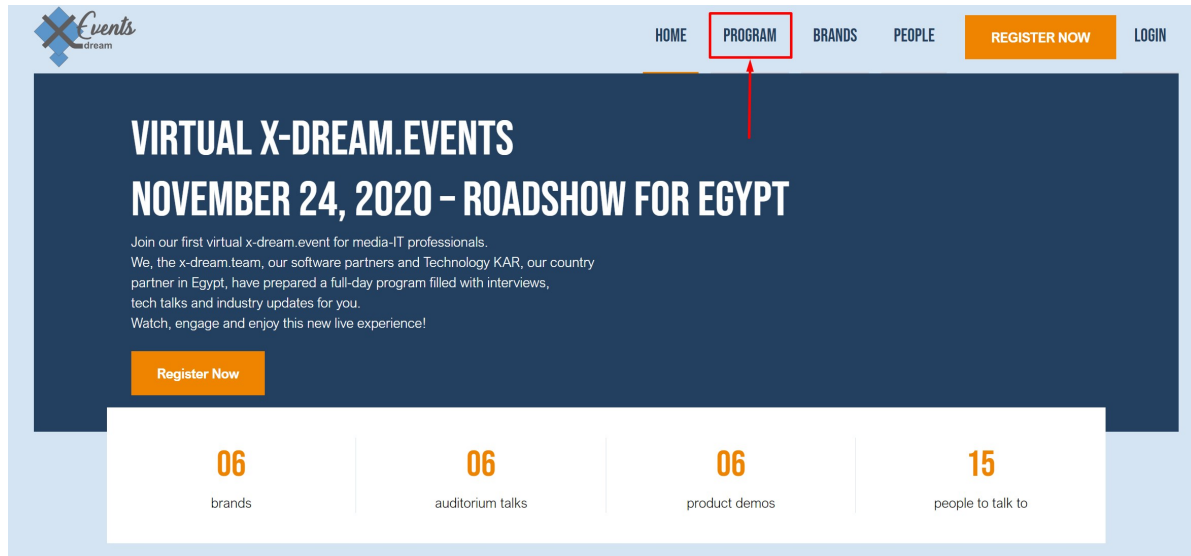 Events
dream
HOME PROGRAM BRANDS PEOPLE REGISTER NOW LOGIN
VIRTUAL X-DREAM.EVENTS
NOVEMBER 24, 2020 – ROADSHOW FOR EGYPT
Join our first virtual x-dream.event for media-IT professionals.
We, the x-dream.team, our software partners and Technology KAR, our country
partner in Egypt, have prepared a full-day program filled with interviews,
tech talks and industry updates for you.
Watch, engage and enjoy this new live experience!
Register Now
06 06 06 15
brands auditorium talks product demos people to talk to